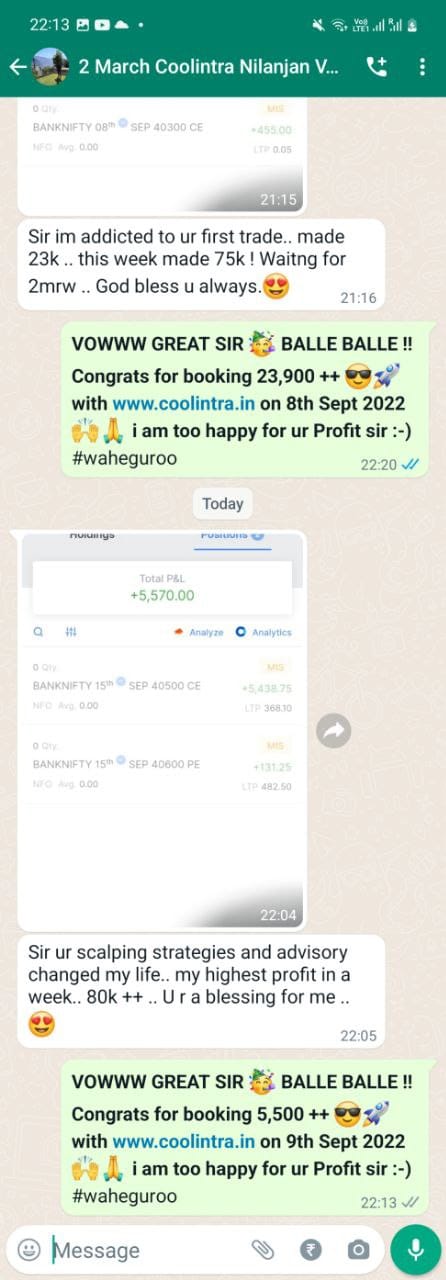 22:13
2 March Coolintra Nilanjan V...
0 Qty.
MIS
BANKNIFTY 08th SEP 40300 CE
+455.00
NFO Avg. 0.00
LTP 0.05
21:15
Sir im addicted to ur first trade.. made
23k .. this week made 75k ! Waitng for
2mrw .. God bless u always.😍
21:16
VOWWW GREAT SIR 🥳 BALLE BALLE !!
Congrats for booking 23,900 ++ 😎🚀
with www.coolintra.in on 8th Sept 2022
🙌🙏 i am too happy for ur Profit sir :-)
#waheguroo
22:20
Today
Holdings
Positions 2
Total P&L
+5,570.00
Analyze
Analytics
0 Qty.
MIS
BANKNIFTY 15th SEP 40500 CE
+5,438.75
NFO Avg. 0.00
LTP 368.10
0 Qty.
MIS
BANKNIFTY 15th SEP 40600 PE
+131.25
NFO Avg. 0.00
LTP 482.50
22:04
Sir ur scalping strategies and advisory
changed my life.. my highest profit in a
week.. 80k ++ .. U r a blessing for me ..
😍
22:05
VOWWW GREAT SIR 🥳 BALLE BALLE !!
Congrats for booking 5,500 ++ 😎🚀
with www.coolintra.in on 9th Sept 2022
🙌🙏 i am too happy for ur Profit sir :-)
#waheguroo
22:13
Message